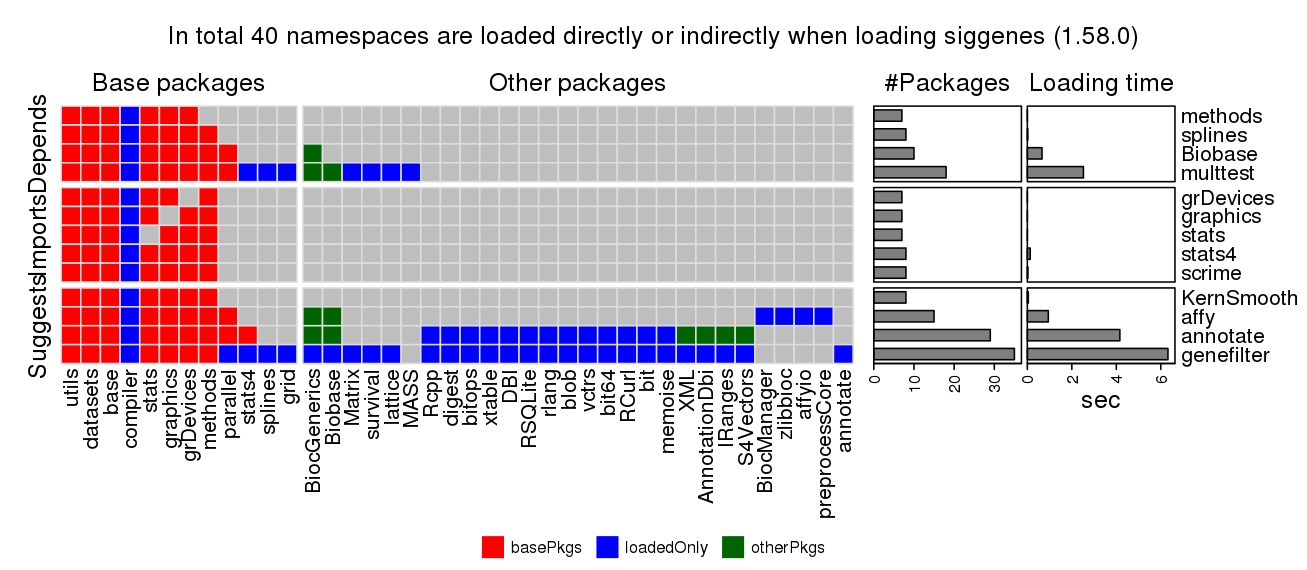 In total 40 namespaces are loaded directly or indirectly when loading siggenes (1.58.0)
Base packages
Other packages
#Packages
Loading time
Depends
Imports
Suggests
methods
splines
Biobase
multtest
grDevices
graphics
stats
stats4
scrime
KernSmooth
affy
annotate
genefilter
utils
datasets
base
compiler
stats
graphics
grDevices
methods
parallel
stats4
splines
grid
BiocGenerics
Biobase
Matrix
survival
lattice
MASS
Rcpp
digest
bitops
xtable
DBI
RSQLite
rlang
blob
vctrs
bit64
RCurl
bit
memoise
XML
AnnotationDbi
IRanges
S4Vectors
BiocManager
zlibbioc
affyio
preprocessCore
annotate
0
10
20
30
0
2
4
6
sec
basePkgs
loadedOnly
otherPkgs